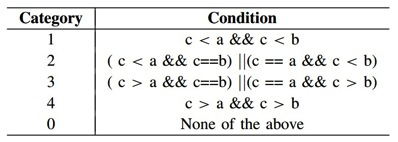 Category Condition
1 c < a && c < b
2 ( c < a && c==b) ||(c == a && c < b)
3 ( c > a && c==b) ||(c == a && c > b)
4 c > a && c > b
0 None of the above